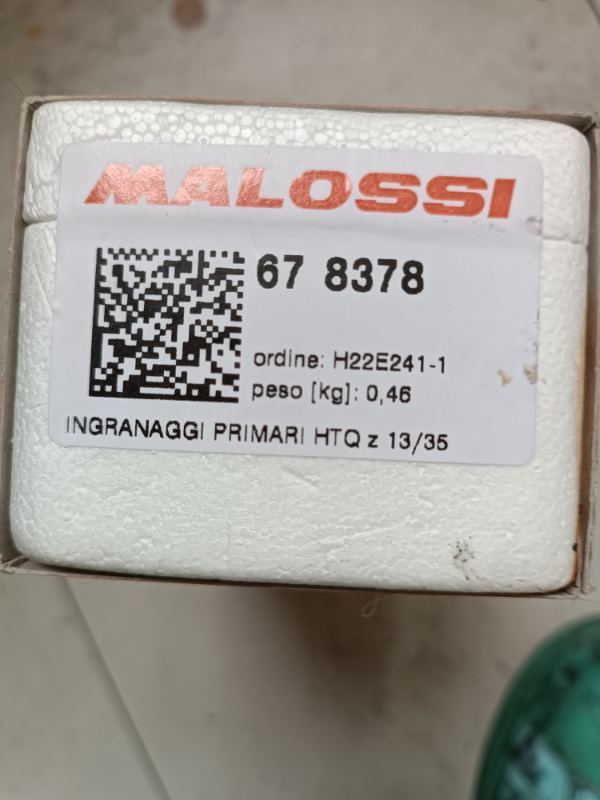 MALOSSI
67 8378
ordine: H22E241-1
peso [kg]: 0,46
INGRANAGGI PRIMARI HTQ z 13/35